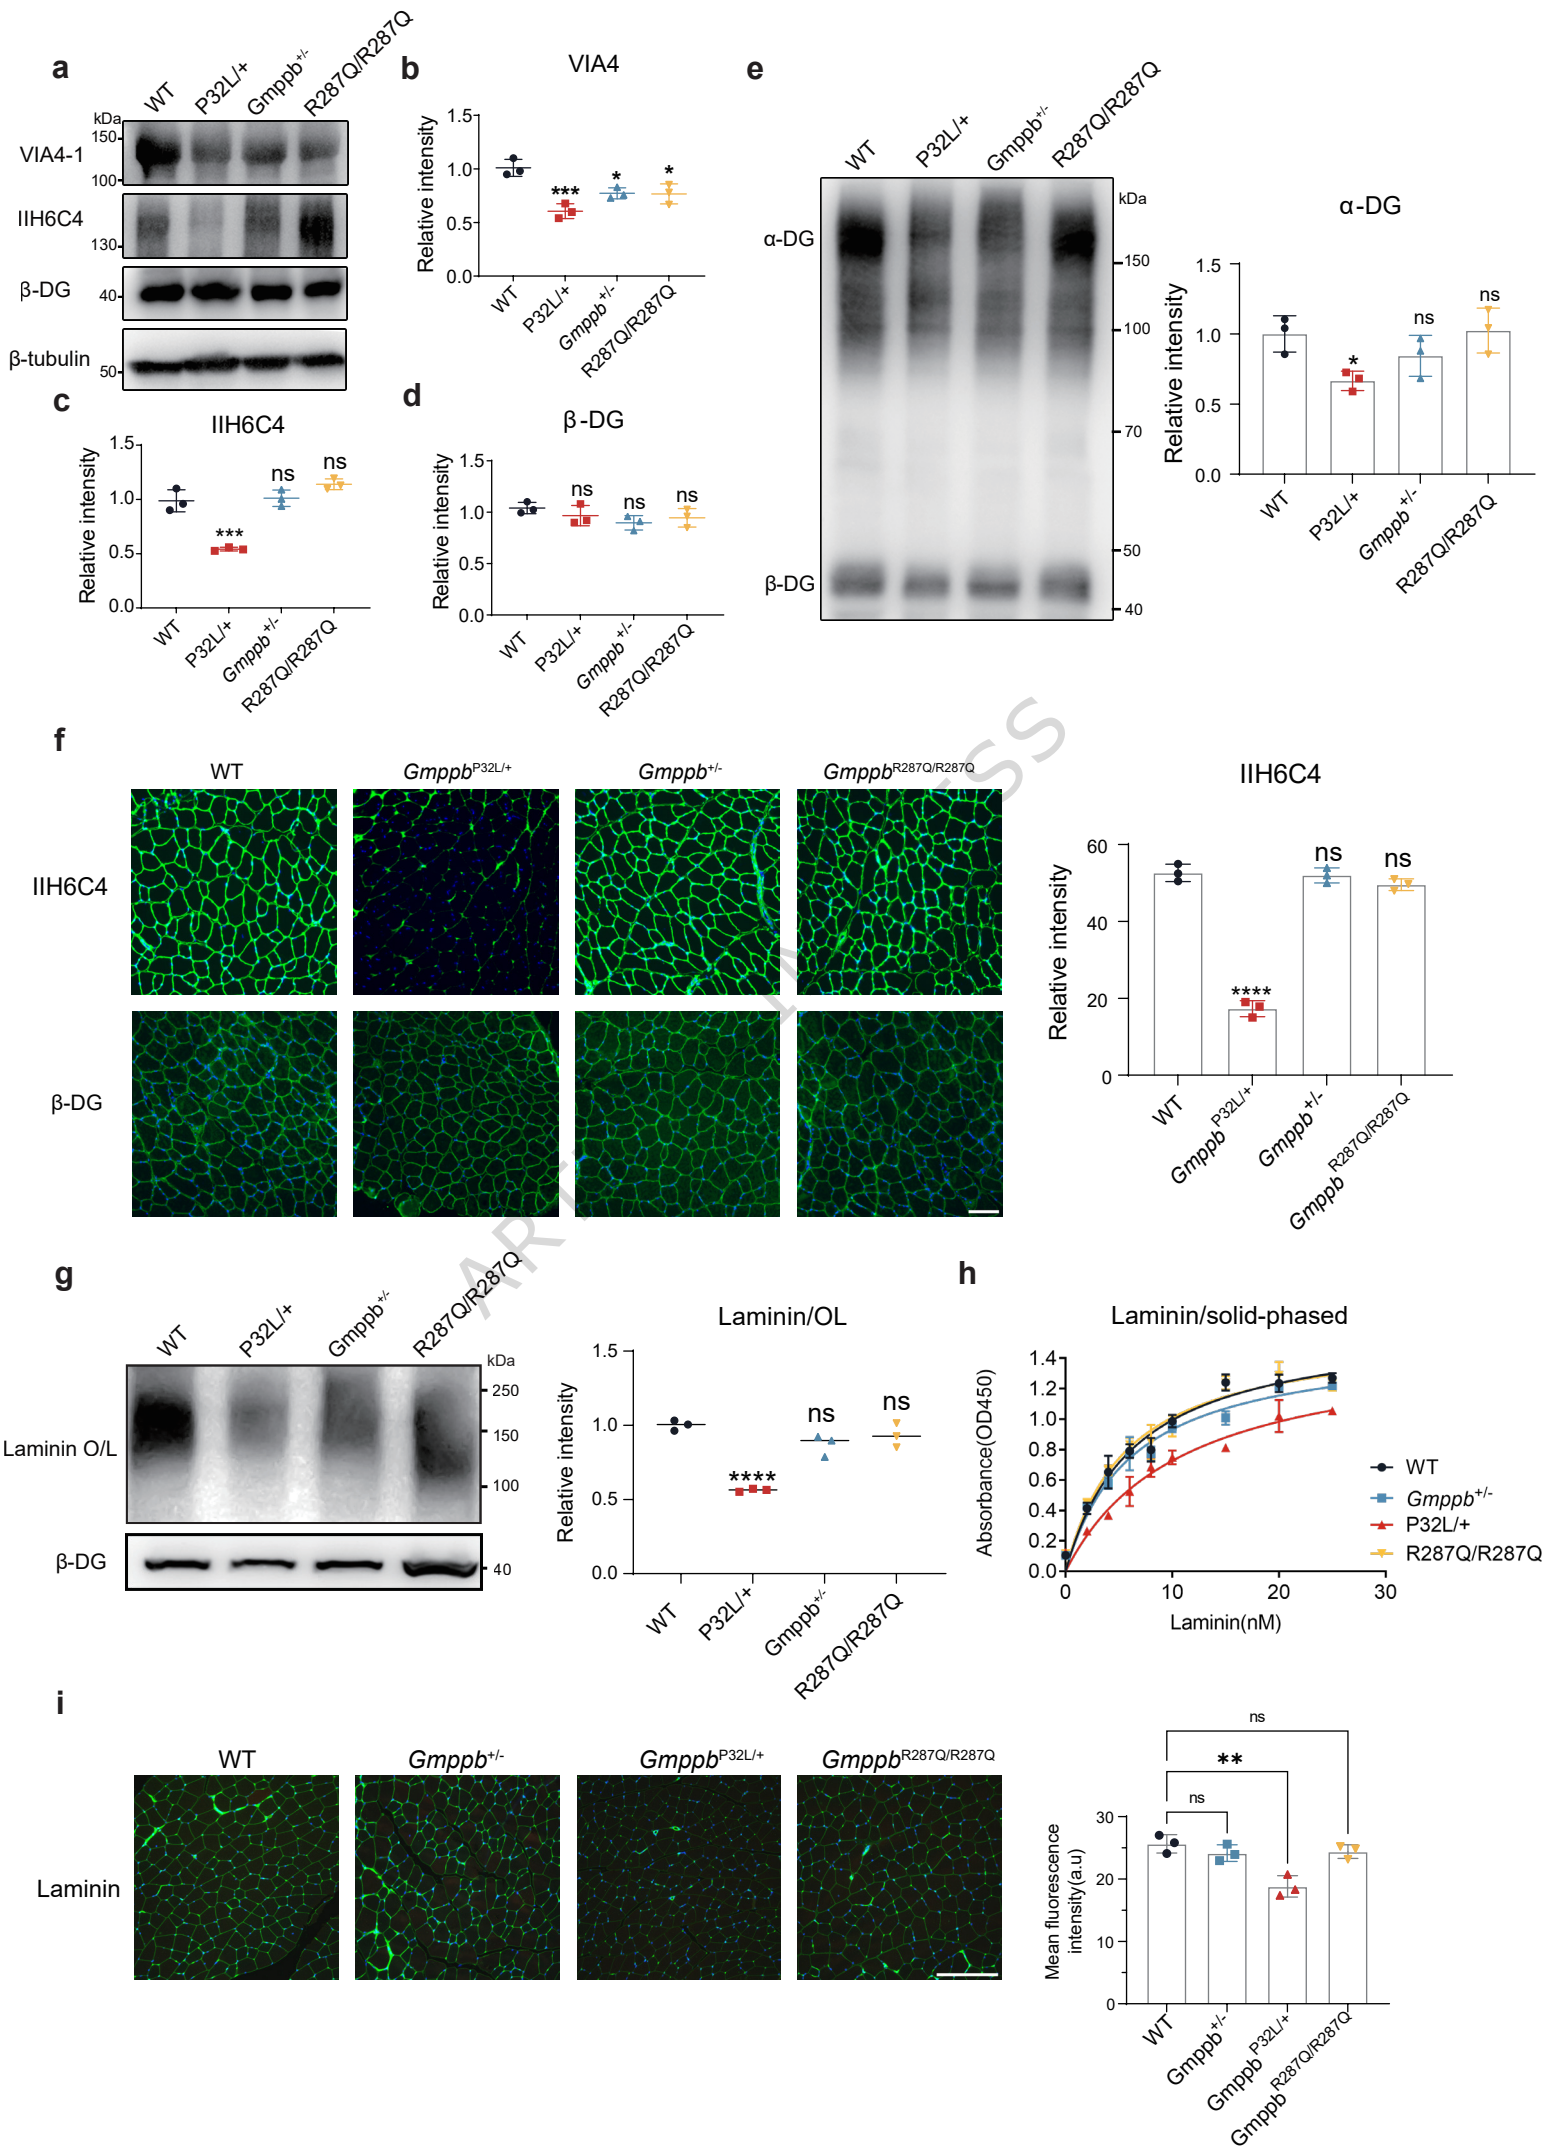 a
WT
P32L/+
Gmppb+/-
R287Q/R287Q
kDa
VIA4-1
150
100
IIH6C4
130
β-DG
40
β-tubulin
50
b
VIA4
Relative intensity
1.5
1.0
0.5
0.0
***
*
*
WT
P32L/+
Gmppb+/-
R287Q/R287Q
c
IIH6C4
Relative intensity
1.5
1.0
0.5
0.0
***
ns
ns
WT
P32L/+
Gmppb+/-
R287Q/R287Q
d
β-DG
Relative intensity
1.5
1.0
0.5
0.0
ns
ns
ns
WT
P32L/+
Gmppb+/-
R287Q/R287Q
e
WT
P32L/+
Gmppb+/-
R287Q/R287Q
kDa
α-DG
β-DG
150
100
70
50
40
α-DG
Relative intensity
1.5
1.0
0.5
0.0
*
ns
ns
WT
P32L/+
Gmppb+/-
R287Q/R287Q
f
WT
GmppbP32L/+
Gmppb+/-
GmppbR287Q/R287Q
IIH6C4
β-DG
IIH6C4
Relative intensity
60
40
20
0
****
ns
ns
WT
GmppbP32L/+
Gmppb+/-
GmppbR287Q/R287Q
g
WT
P32L/+
Gmppb+/-
R287Q/R287Q
kDa
Laminin O/L
250
150
100
β-DG
40
Laminin/OL
Relative intensity
1.5
1.0
0.5
0.0
****
ns
ns
WT
P32L/+
Gmppb+/-
R287Q/R287Q
h
Laminin/solid-phased
Absorbance(OD450)
1.4
1.2
1.0
0.8
0.6
0.4
0.2
0.0
0
10
20
30
Laminin(nM)
WT
Gmppb+/-
P32L/+
R287Q/R287Q
i
WT
Gmppb+/-
GmppbP32L/+
GmppbR287Q/R287Q
Laminin
Mean fluorescence
intensity(a.u)
30
20
10
0
ns
**
ns
WT
Gmppb+/-
GmppbP32L/+
GmppbR287Q/R287Q